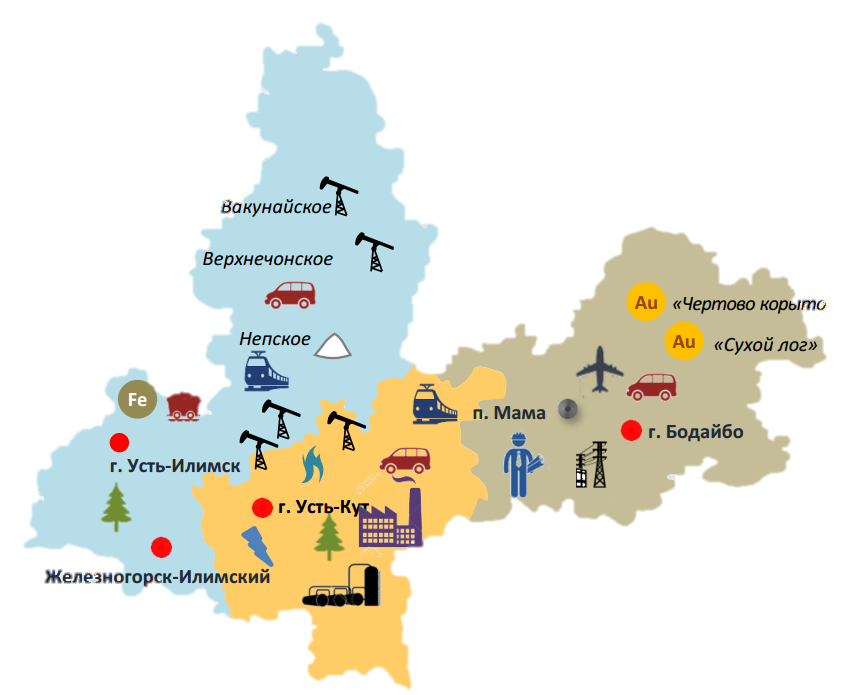 Вакунайское
Верхнечонское
Непское
Au
«Чертово корыто
Au
«Сухой лог»
Fe
п. Мама
г. Бодайбо
г. Усть-Илимск
г. Усть-Кут
Железногорск-Илимский